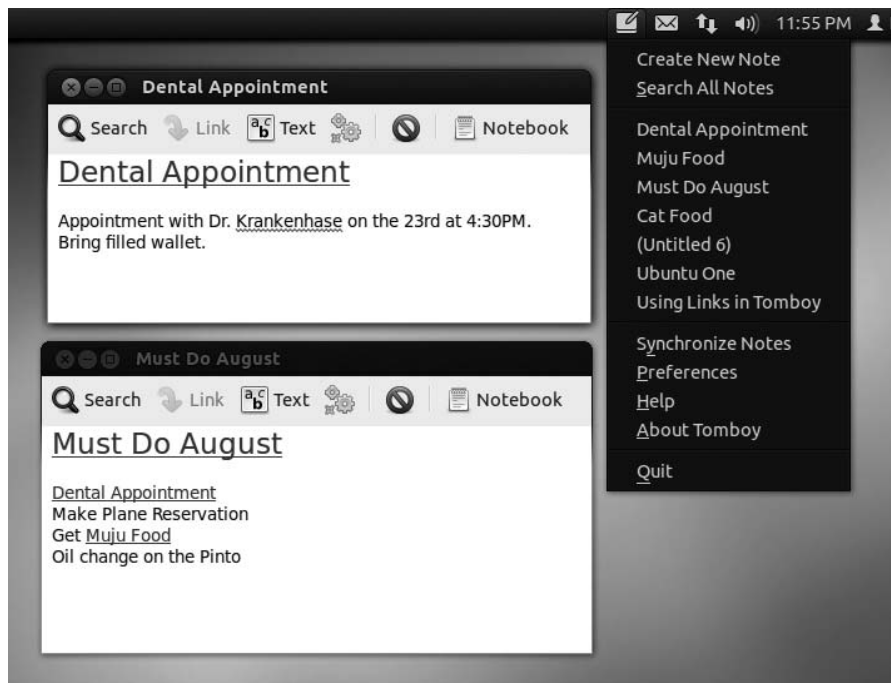 11:55 PM
Dental Appointment
Search Link abc Text Notebook
Dental Appointment
Appointment with Dr. Krankenhase on the 23rd at 4:30PM.
Bring filled wallet.
Must Do August
Search Link abc Text Notebook
Must Do August
Dental Appointment
Make Plane Reservation
Get Muju Food
Oil change on the Pinto
Create New Note
Search All Notes
Dental Appointment
Muju Food
Must Do August
Cat Food
(Untitled 6)
Ubuntu One
Using Links in Tomboy
Synchronize Notes
Preferences
Help
About Tomboy
Quit